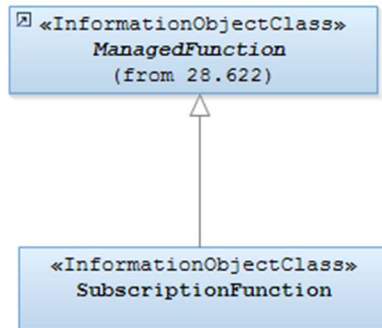 «InformationObjectClass»
ManagedFunction
(from 28.622)
«InformationObjectClass»
SubscriptionFunction